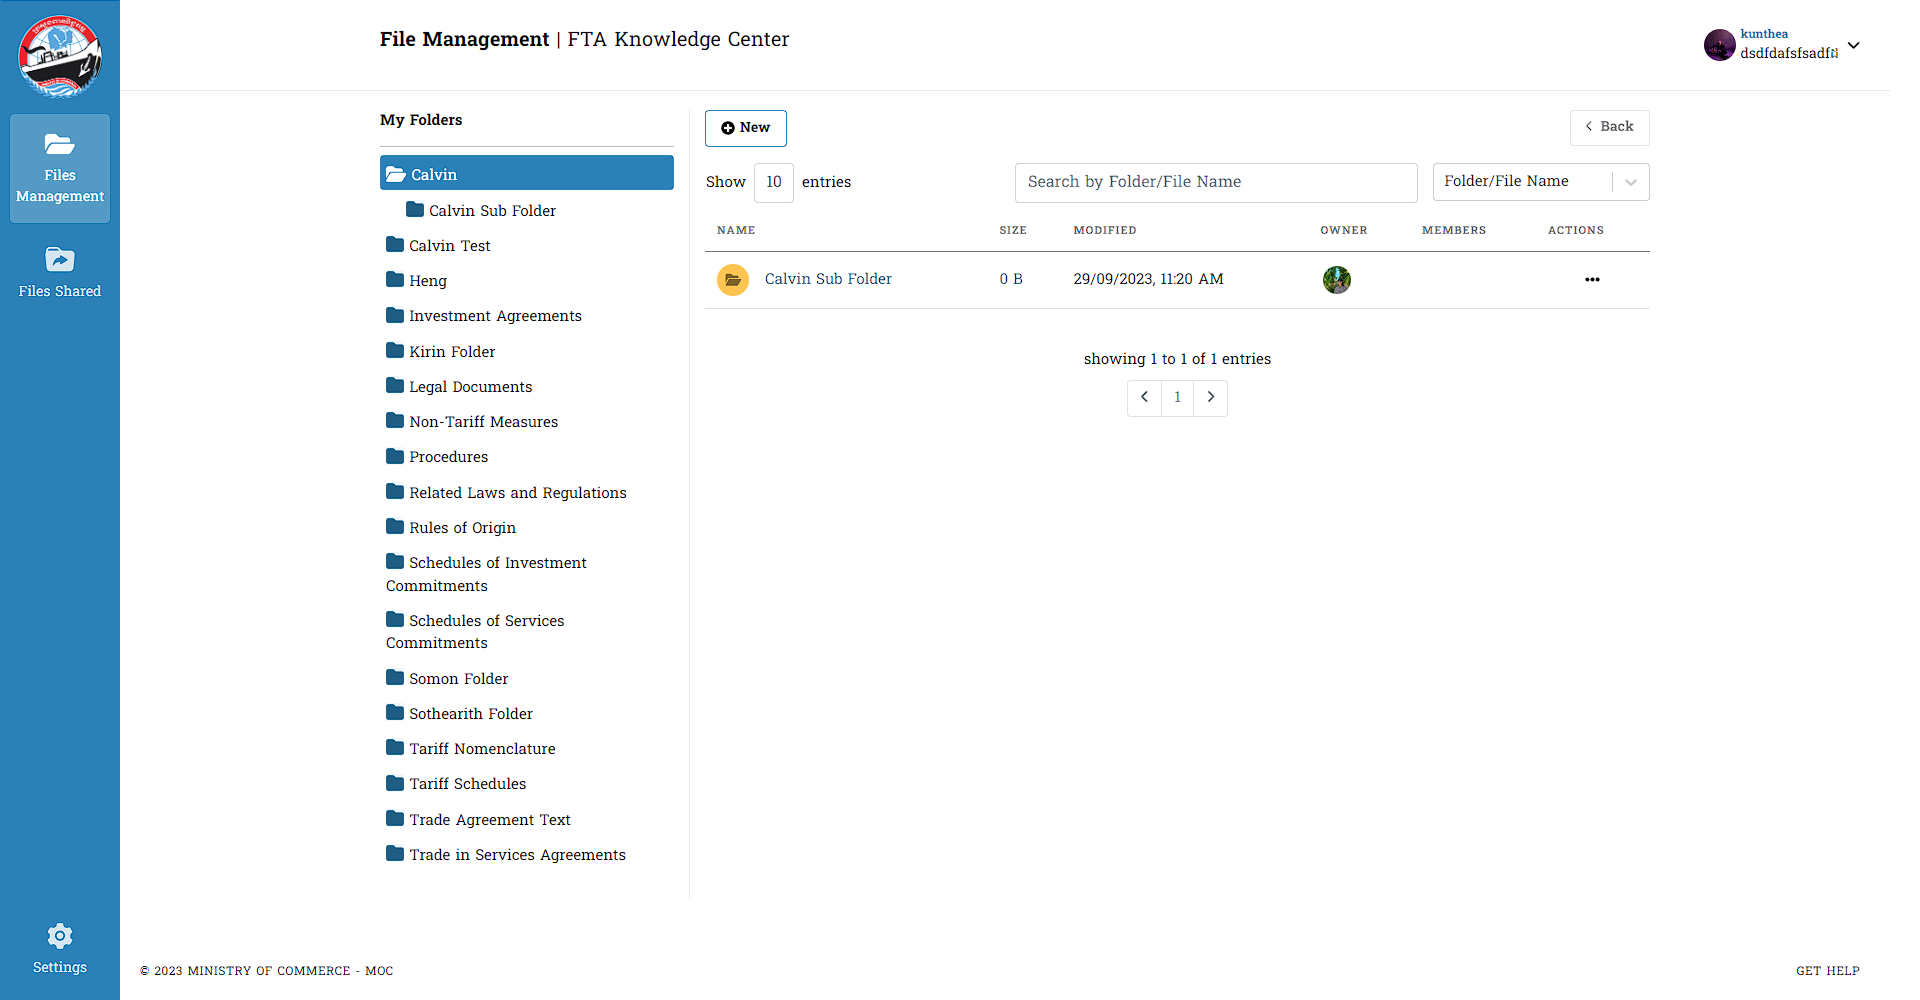 File Management | FTA Knowledge Center
kunthea
Files
Management
Files Shared
Settings
My Folders
Calvin
Calvin Sub Folder
Calvin Test
Heng
Investment Agreements
Kirin Folder
Legal Documents
Non-Tariff Measures
Procedures
Related Laws and Regulations
Rules of Origin
Schedules of Investment
Commitments
Schedules of Services
Commitments
Somon Folder
Sothearith Folder
Tariff Nomenclature
Tariff Schedules
Trade Agreement Text
Trade in Services Agreements
New
Back
Show 10 entries
Search by Folder/File Name
Folder/File Name
NAME SIZE MODIFIED OWNER MEMBERS ACTIONS
Calvin Sub Folder 0 B 29/09/2023, 11:20 AM
showing 1 to 1 of 1 entries
1
© 2023 MINISTRY OF COMMERCE - MOC
GET HELP